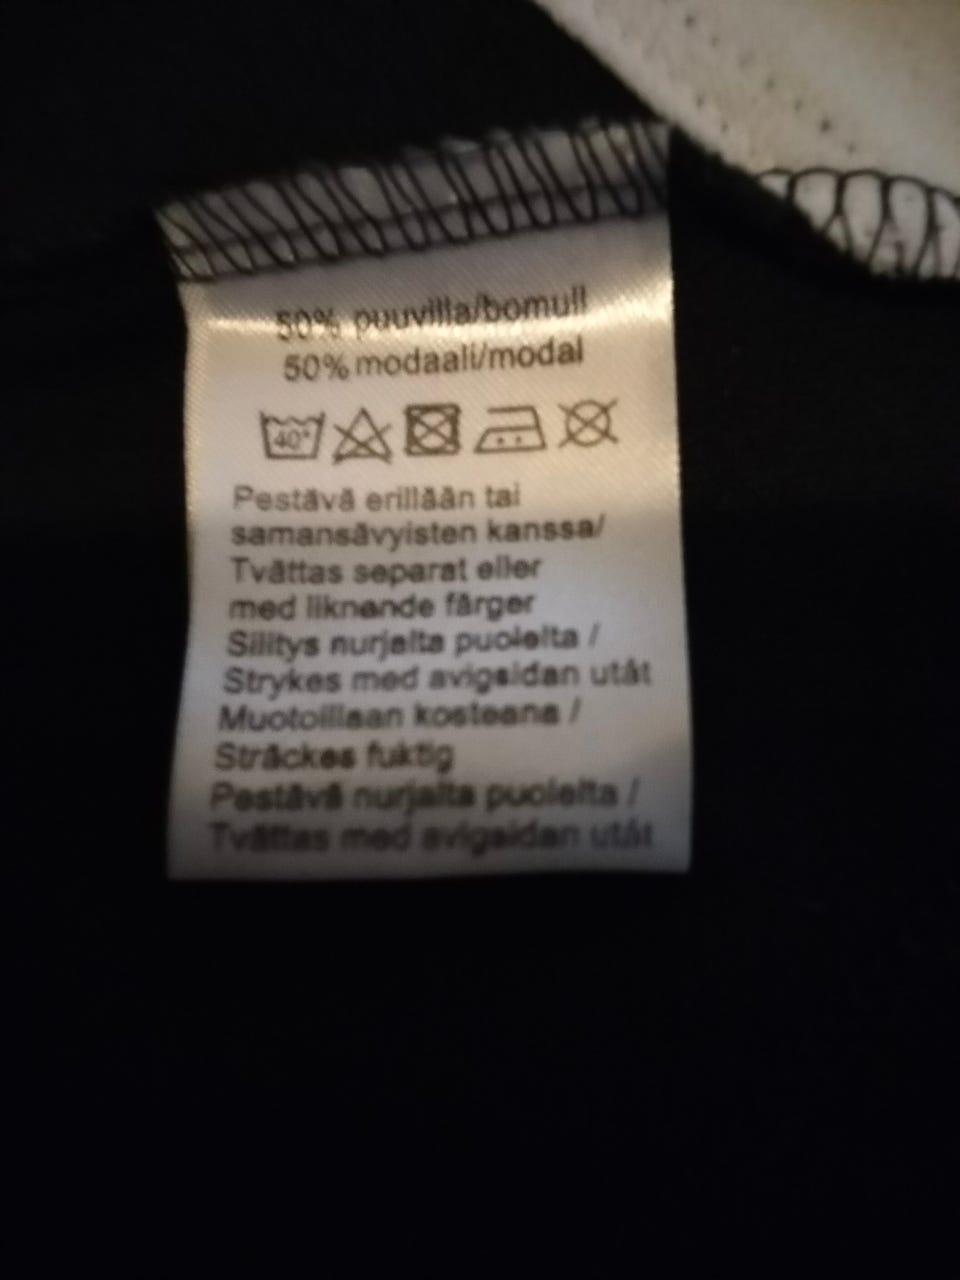 50% puuvilla/bomull
50% modaali/modal
40°
Pestävä erillään tai
samansävyisten kanssa/
Tvättas separat eller
med liknande färger
Silitys nurjalta puolelta /
Strykes med avigsidan utåt
Muotoillaan kosteana /
Sträckes fuktig
Pestävä nurjalta puolelta /
Tvättas med avigsidan utåt